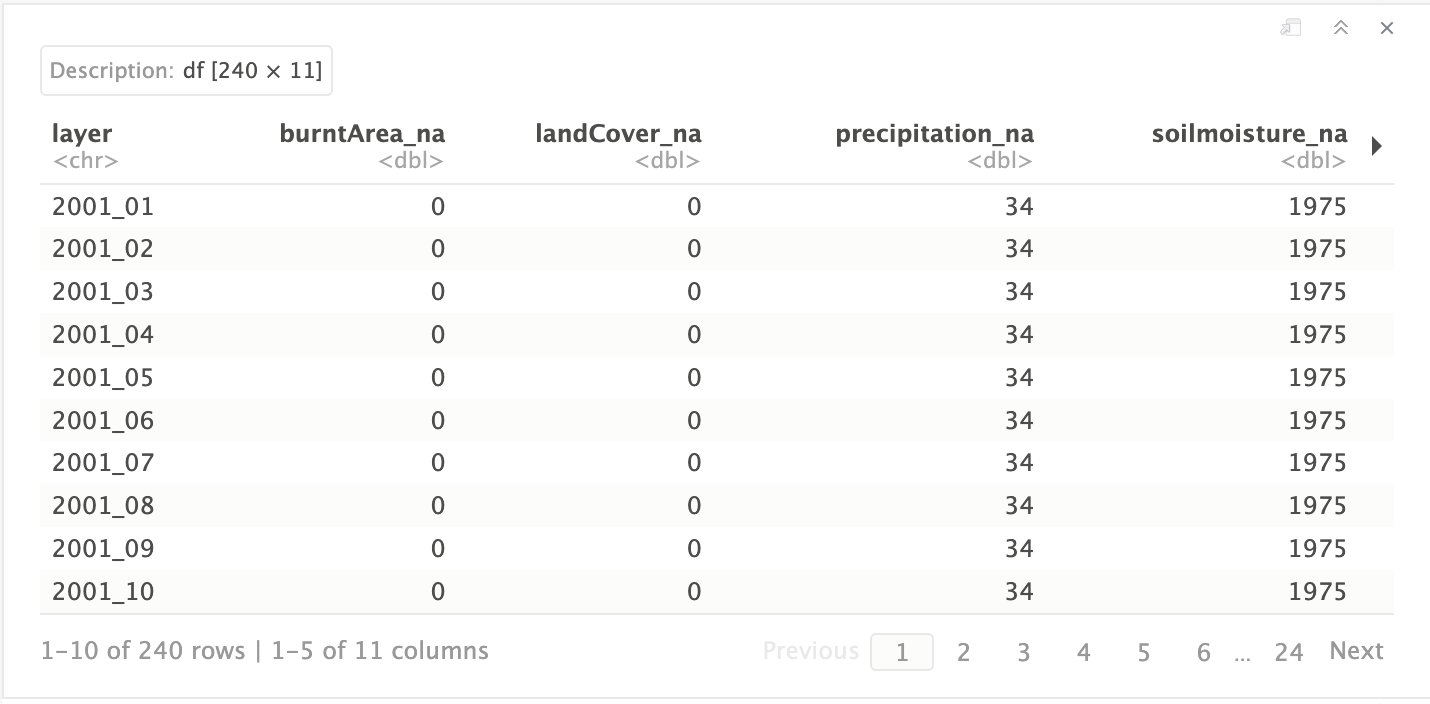 Description: df [240 × 11]
layer burntArea_na landCover_na precipitation_na soilmoisture_na
<chr> <dbl> <dbl> <dbl> <dbl>
2001_01 0 0 34 1975
2001_02 0 0 34 1975
2001_03 0 0 34 1975
2001_04 0 0 34 1975
2001_05 0 0 34 1975
2001_06 0 0 34 1975
2001_07 0 0 34 1975
2001_08 0 0 34 1975
2001_09 0 0 34 1975
2001_10 0 0 34 1975
1-10 of 240 rows | 1-5 of 11 columns Previous 1 2 3 4 5 6 ... 24 Next